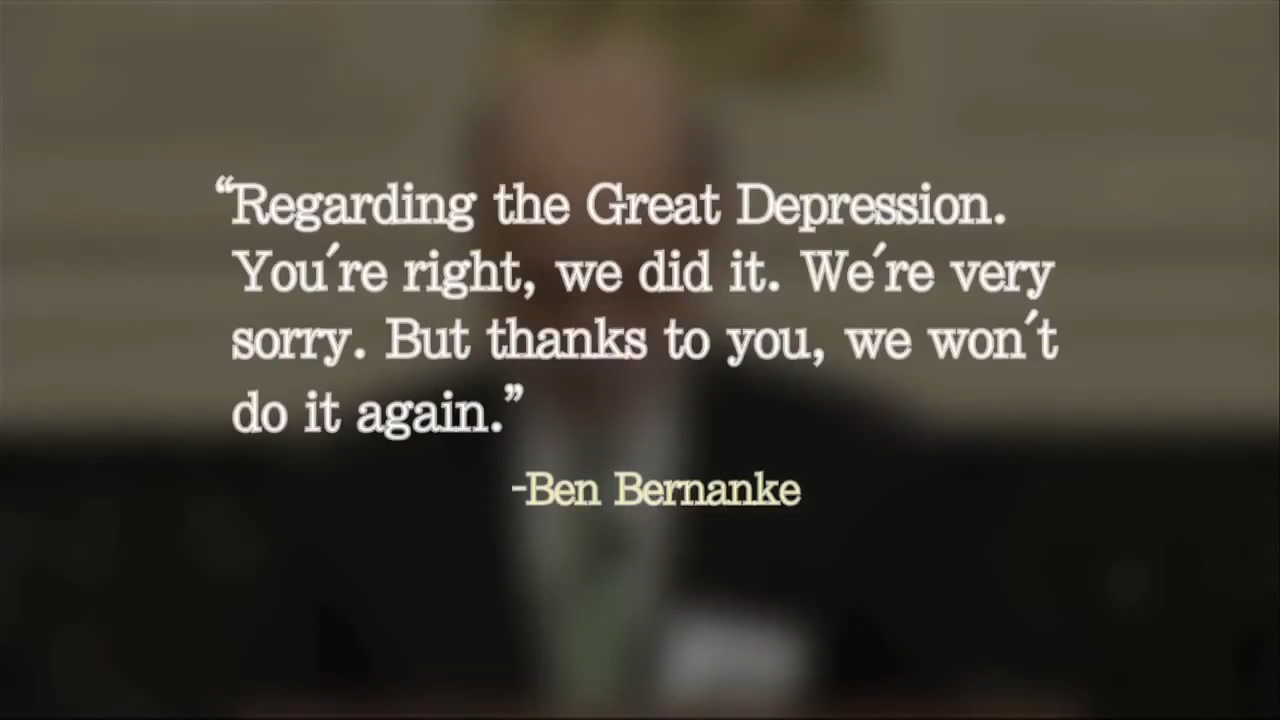 “Regarding the Great Depression.
You're right, we did it. We're very
sorry. But thanks to you, we won't
do it again.”
-Ben Bernanke